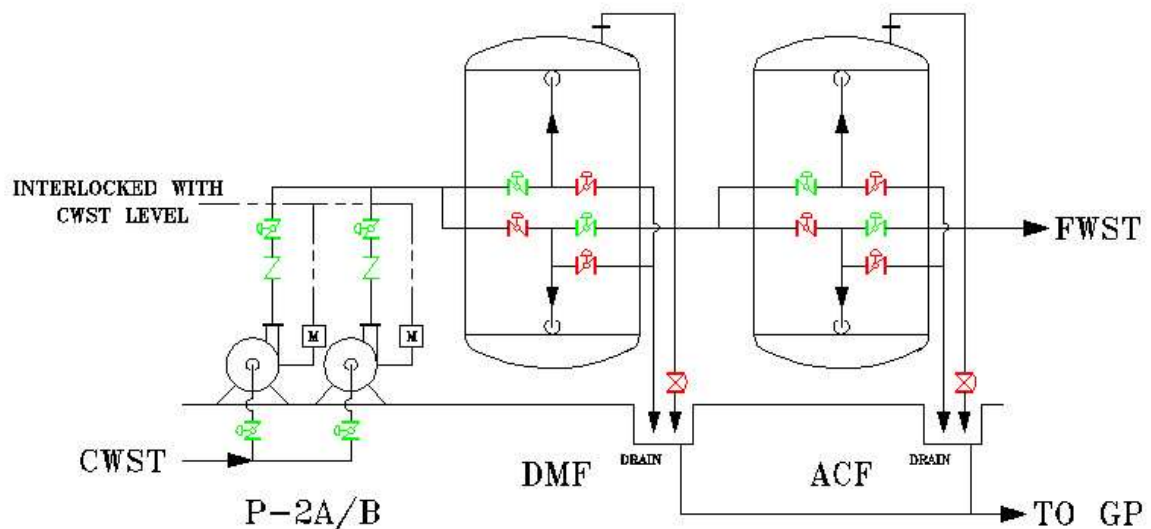 INTERLOCKED WITH
CWST LEVEL
FWST
M
M
CWST
P-2A/B
DMF
DRAIN
ACF
DRAIN
TO GP